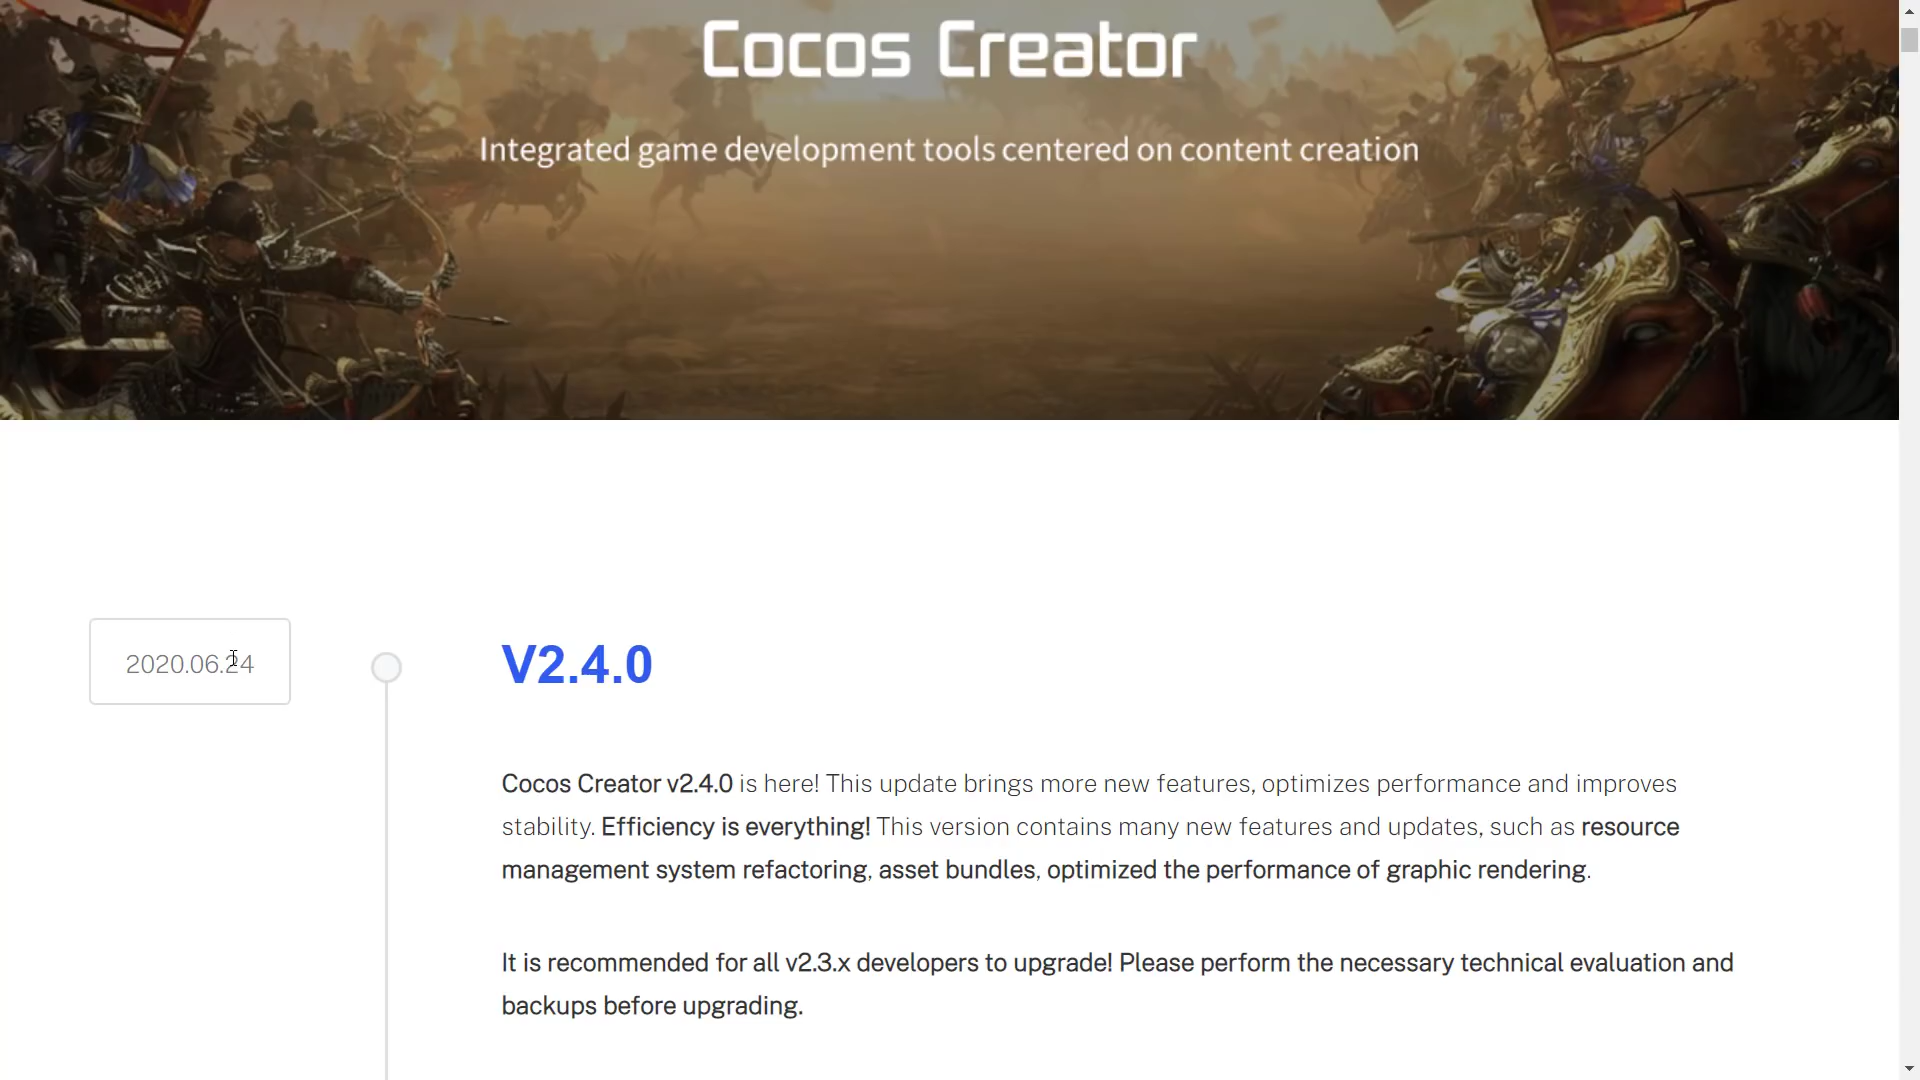 Cocos Creator
Integrated game development tools centered on content creation
2020.06.24
V2.4.0
Cocos Creator v2.4.0 is here! This update brings more new features, optimizes performance and improves
stability. Efficiency is everything! This version contains many new features and updates, such as resource
management system refactoring, asset bundles, optimized the performance of graphic rendering.
It is recommended for all v2.3.x developers to upgrade! Please perform the necessary technical evaluation and
backups before upgrading.